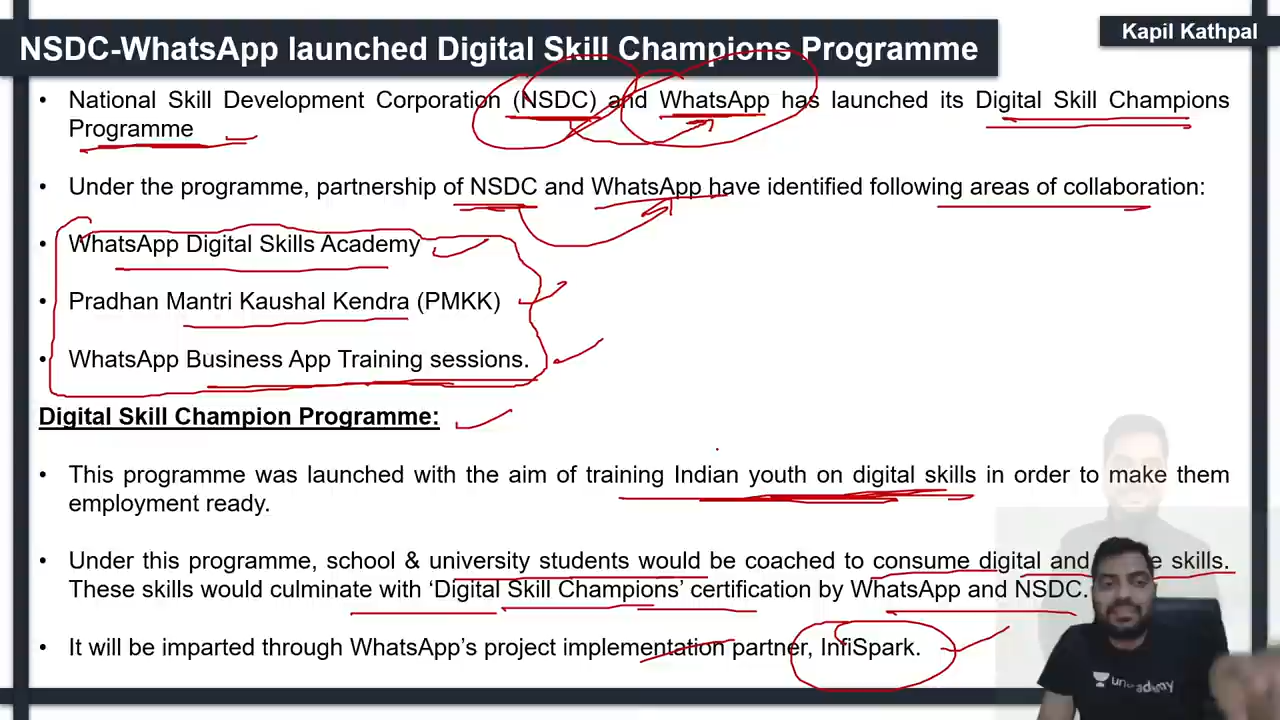 NSDC-WhatsApp launched Digital Skill Champions Programme
Kapil Kathpal
• National Skill Development Corporation (NSDC) and WhatsApp has launched its Digital Skill Champions
Programme
• Under the programme, partnership of NSDC and WhatsApp have identified following areas of collaboration:
• WhatsApp Digital Skills Academy
• Pradhan Mantri Kaushal Kendra (PMKK)
• WhatsApp Business App Training sessions.
Digital Skill Champion Programme:
• This programme was launched with the aim of training Indian youth on digital skills in order to make them
employment ready.
• Under this programme, school & university students would be coached to consume digital and skills.
These skills would culminate with ‘Digital Skill Champions’ certification by WhatsApp and NSDC.
• It will be imparted through WhatsApp’s project implementation partner, InfiSpark.
unacademy